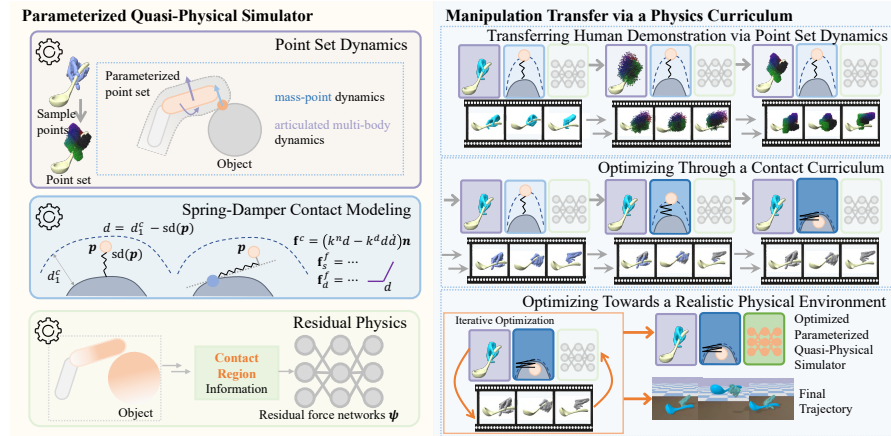 Parameterized Quasi-Physical Simulator
Point Set Dynamics
Parameterized
point set
mass-point dynamics
articulated multi-body
dynamics
Sample
points
Point set
Object
Spring-Damper Contact Modeling
d = d₁ᶜ − sd(p)
p
sd(p)
d₁ᶜ
p
fᶜ = (kⁿd − kᵈdḋ)n
fₛᶠ = ⋯
f_dᶠ = ⋯
d
Residual Physics
Contact
Region
Information
Object
Residual force networks ψ
Manipulation Transfer via a Physics Curriculum
Transferring Human Demonstration via Point Set Dynamics
Optimizing Through a Contact Curriculum
Optimizing Towards a Realistic Physical Environment
Iterative Optimization
Optimized
Parameterized
Quasi-Physical
Simulator
Final
Trajectory